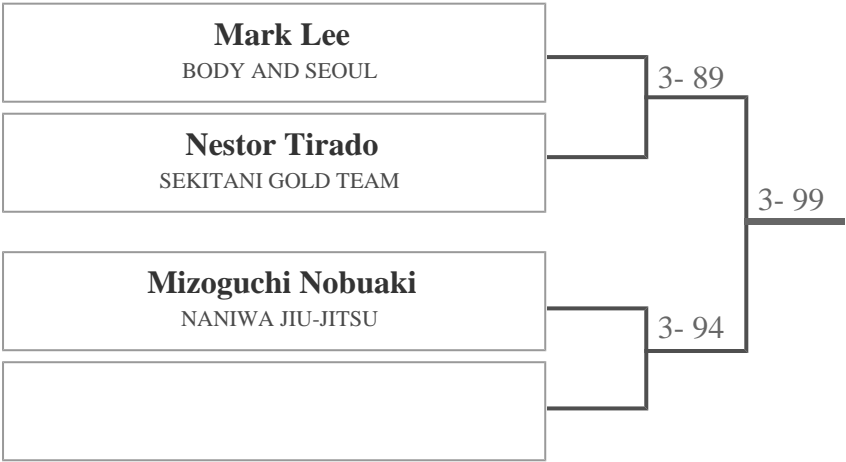 Mark Lee
BODY AND SEOUL
3- 89
Nestor Tirado
SEKITANI GOLD TEAM
3- 99
Mizoguchi Nobuaki
NANIWA JIU-JITSU
3- 94